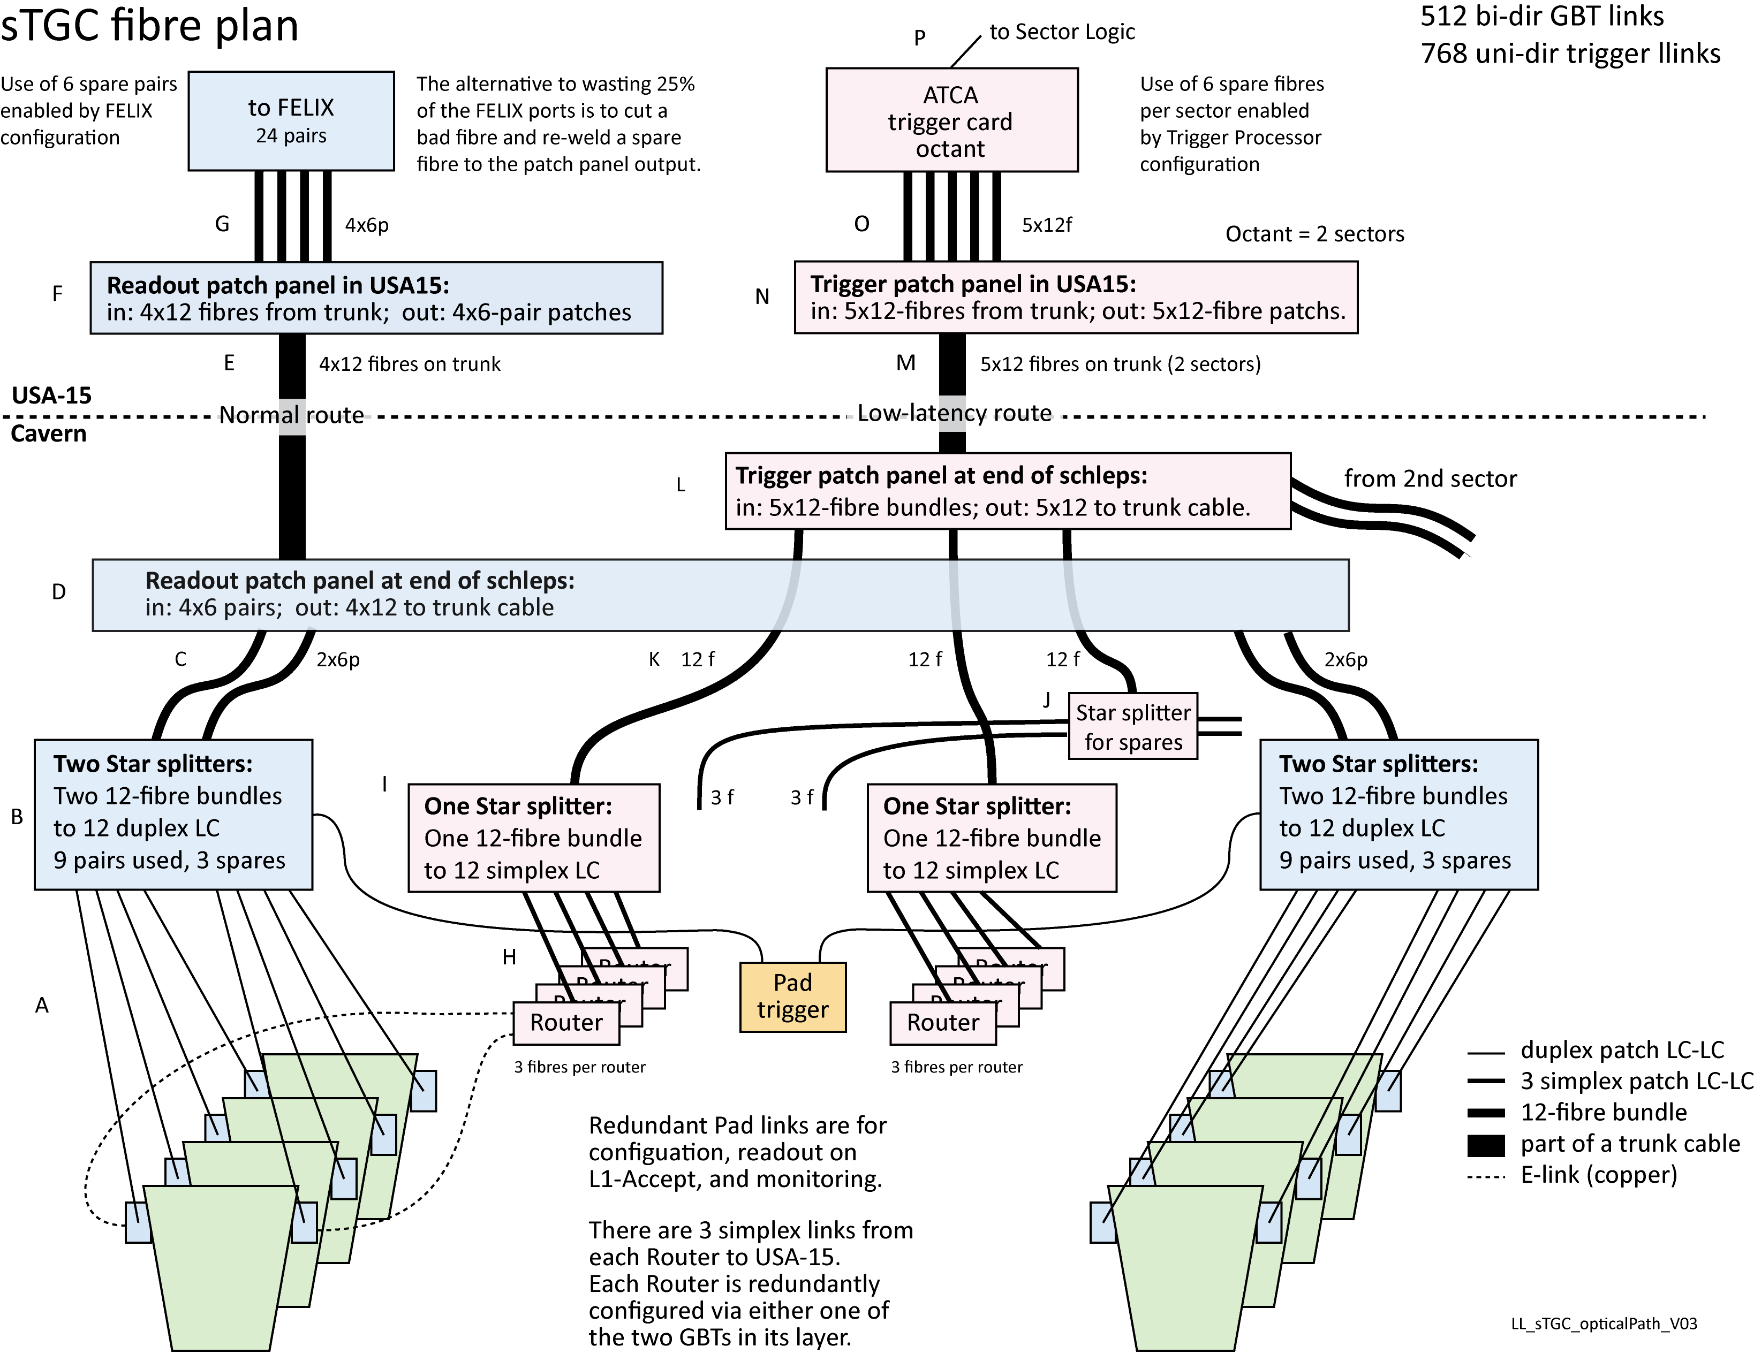 sTGC fibre plan
512 bi-dir GBT links
768 uni-dir trigger llinks
P
to Sector Logic
Use of 6 spare pairs
enabled by FELIX
configuration
to FELIX
24 pairs
The alternative to wasting 25%
of the FELIX ports is to cut a
bad fibre and re-weld a spare
fibre to the patch panel output.
ATCA
trigger card
octant
Use of 6 spare fibres
per sector enabled
by Trigger Processor
configuration
G
4x6p
O
5x12f
Octant = 2 sectors
F
Readout patch panel in USA15:
in: 4x12 fibres from trunk;  out: 4x6-pair patches
N
Trigger patch panel in USA15:
in: 5x12-fibres from trunk; out: 5x12-fibre patchs.
E
4x12 fibres on trunk
M
5x12 fibres on trunk (2 sectors)
USA-15
Normal route
Low-latency route
Cavern
L
Trigger patch panel at end of schleps:
in: 5x12-fibre bundles; out: 5x12 to trunk cable.
from 2nd sector
D
Readout patch panel at end of schleps:
in: 4x6 pairs;  out: 4x12 to trunk cable
C
2x6p
K
12 f
12 f
12 f
2x6p
J
Star splitter
for spares
B
Two Star splitters:
Two 12-fibre bundles
to 12 duplex LC
9 pairs used, 3 spares
I
One Star splitter:
One 12-fibre bundle
to 12 simplex LC
3 f
3 f
One Star splitter:
One 12-fibre bundle
to 12 simplex LC
Two Star splitters:
Two 12-fibre bundles
to 12 duplex LC
9 pairs used, 3 spares
H
Router
Router
Router
Router
3 fibres per router
Pad
trigger
Router
Router
Router
Router
3 fibres per router
A
Redundant Pad links are for
configuation, readout on
L1-Accept, and monitoring.
There are 3 simplex links from
each Router to USA-15.
Each Router is redundantly
configured via either one of
the two GBTs in its layer.
duplex patch LC-LC
3 simplex patch LC-LC
12-fibre bundle
part of a trunk cable
E-link (copper)
LL_sTGC_opticalPath_V03